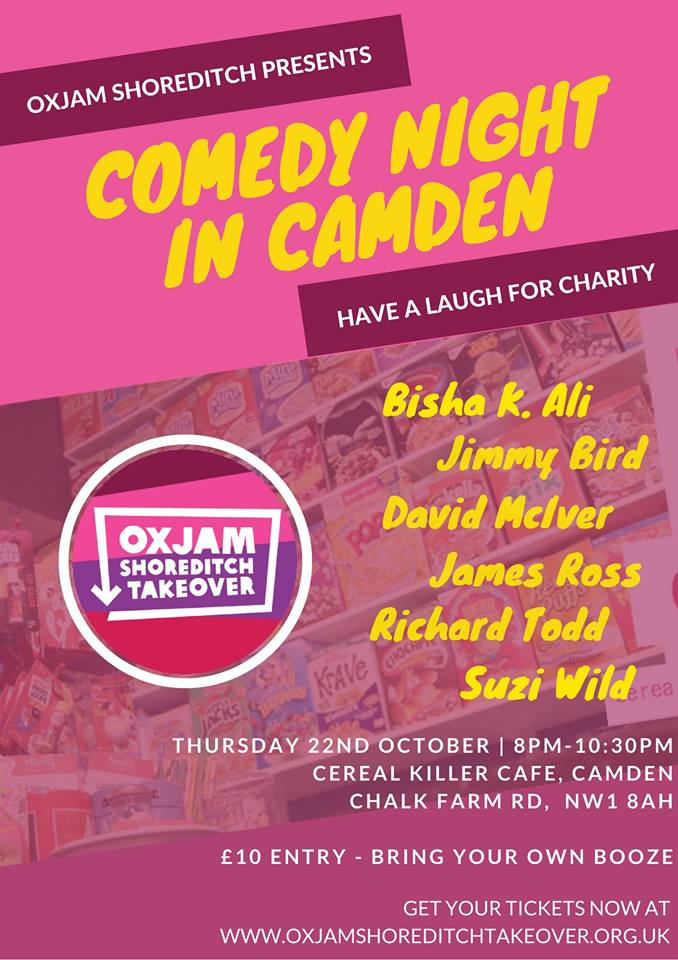 OXJAM SHOREDITCH PRESENTS
COMEDY NIGHT
IN CAMDEN
HAVE A LAUGH FOR CHARITY
Bisha K. Ali
Jimmy Bird
David McIver
James Ross
Richard Todd
Suzi Wild
OXJAM
SHOREDITCH
TAKEOVER
KRAVE
JACKS
THURSDAY 22ND OCTOBER | 8PM-10:30PM
CEREAL KILLER CAFE, CAMDEN
CHALK FARM RD, NW1 8AH
£10 ENTRY - BRING YOUR OWN BOOZE
GET YOUR TICKETS NOW AT
WWW.OXJAMSHOREDITCHTAKEOVER.ORG.UK